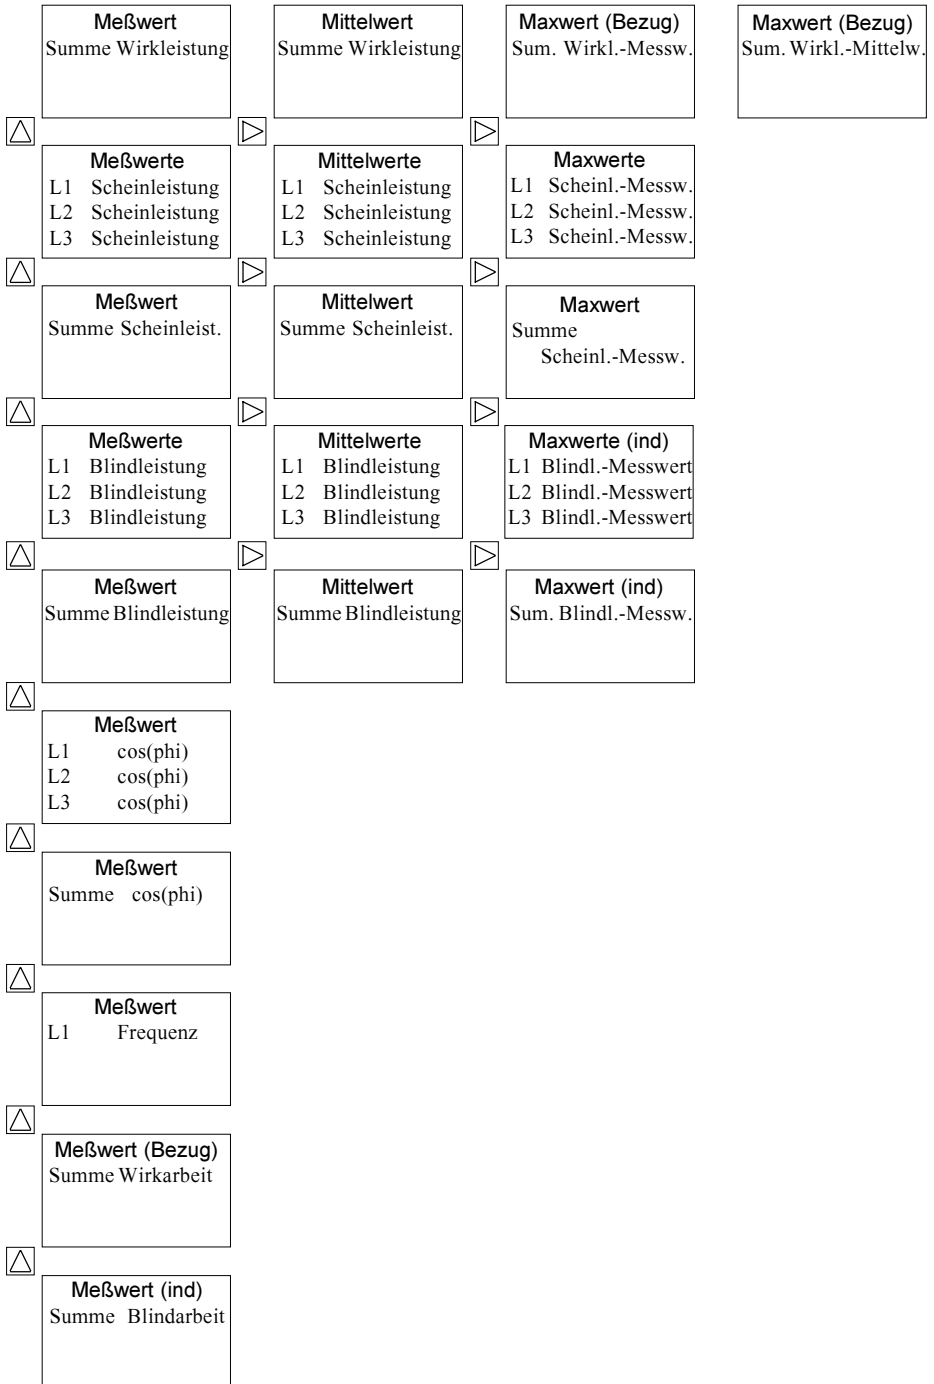 Meßwert
Summe Wirkleistung
Mittelwert
Summe Wirkleistung
Maxwert (Bezug)
Sum. Wirkl.-Messw.
Maxwert (Bezug)
Sum. Wirkl.-Mittelw.
Meßwerte
L1 Scheinleistung
L2 Scheinleistung
L3 Scheinleistung
Mittelwerte
L1 Scheinleistung
L2 Scheinleistung
L3 Scheinleistung
Maxwerte
L1 Scheinl.-Messw.
L2 Scheinl.-Messw.
L3 Scheinl.-Messw.
Meßwert
Summe Scheinleist.
Mittelwert
Summe Scheinleist.
Maxwert
Summe
Scheinl.-Messw.
Meßwerte
L1 Blindleistung
L2 Blindleistung
L3 Blindleistung
Mittelwerte
L1 Blindleistung
L2 Blindleistung
L3 Blindleistung
Maxwerte (ind)
L1 Blindl.-Messwert
L2 Blindl.-Messwert
L3 Blindl.-Messwert
Meßwert
Summe Blindleistung
Mittelwert
Summe Blindleistung
Maxwert (ind)
Sum. Blindl.-Messw.
Meßwert
L1 cos(phi)
L2 cos(phi)
L3 cos(phi)
Meßwert
Summe cos(phi)
Meßwert
L1 Frequenz
Meßwert (Bezug)
Summe Wirkarbeit
Meßwert (ind)
Summe Blindarbeit